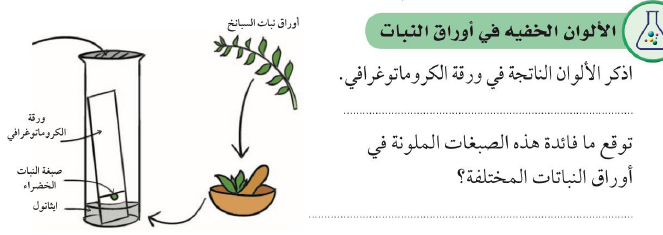 الألوان الخفيه في أوراق النبات
اذكر الألوان الناتجة في ورقة الكروماتوغرافي.
توقع ما فائدة هذه الصبغات الملونة في
أوراق النباتات المختلفة؟
أوراق نبات السبانخ
ورقة
الكروماتوغرافي
صبغة النبات
الخضراء
ايثانول